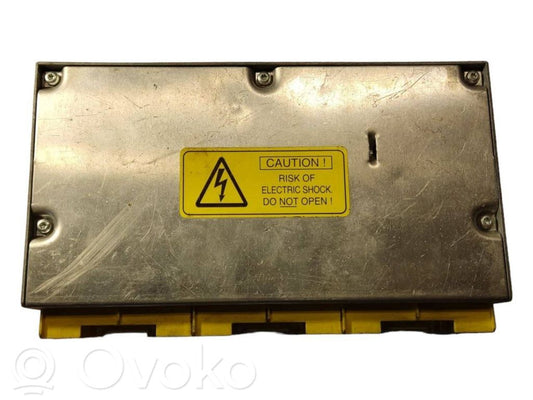 CAUTION !
RISK OF
ELECTRIC SHOCK.
DO NOT OPEN !
Ovoko